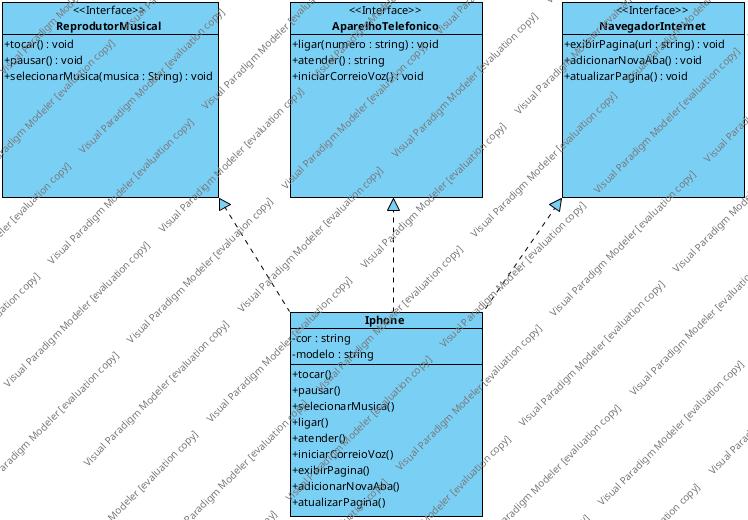 <<Interface>>
ReprodutorMusical
+tocar() : void
+pausar() : void
+selecionarMusica(musica : String) : void
<<Interface>>
AparelhoTelefonico
+ligar(numero : string) : void
+atender() : string
+iniciarCorreioVoz() : void
<<Interface>>
NavegadorInternet
+exibirPagina(url : string) : void
+adicionarNovaAba() : void
+atualizarPagina() : void
Iphone
-cor : string
-modelo : string
+tocar()
+pausar()
+selecionarMusica()
+ligar()
+atender()
+iniciarCorreioVoz()
+exibirPagina()
+adicionarNovaAba()
+atualizarPagina()
Visual Paradigm Modeler [evaluation copy]